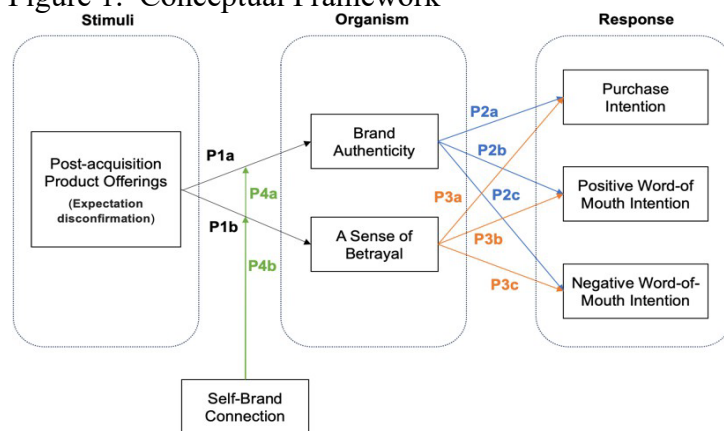 Figure 1: Conceptual Framework
Stimuli
Organism
Response
Post-acquisition
Product Offerings
(Expectation
disconfirmation)
P1a
P4a
P1b
P4b
Brand
Authenticity
A Sense of
Betrayal
P2a
P2b
P2c
P3a
P3b
P3c
Purchase
Intention
Positive Word-of
Mouth Intention
Negative Word-of-
Mouth Intention
Self-Brand
Connection